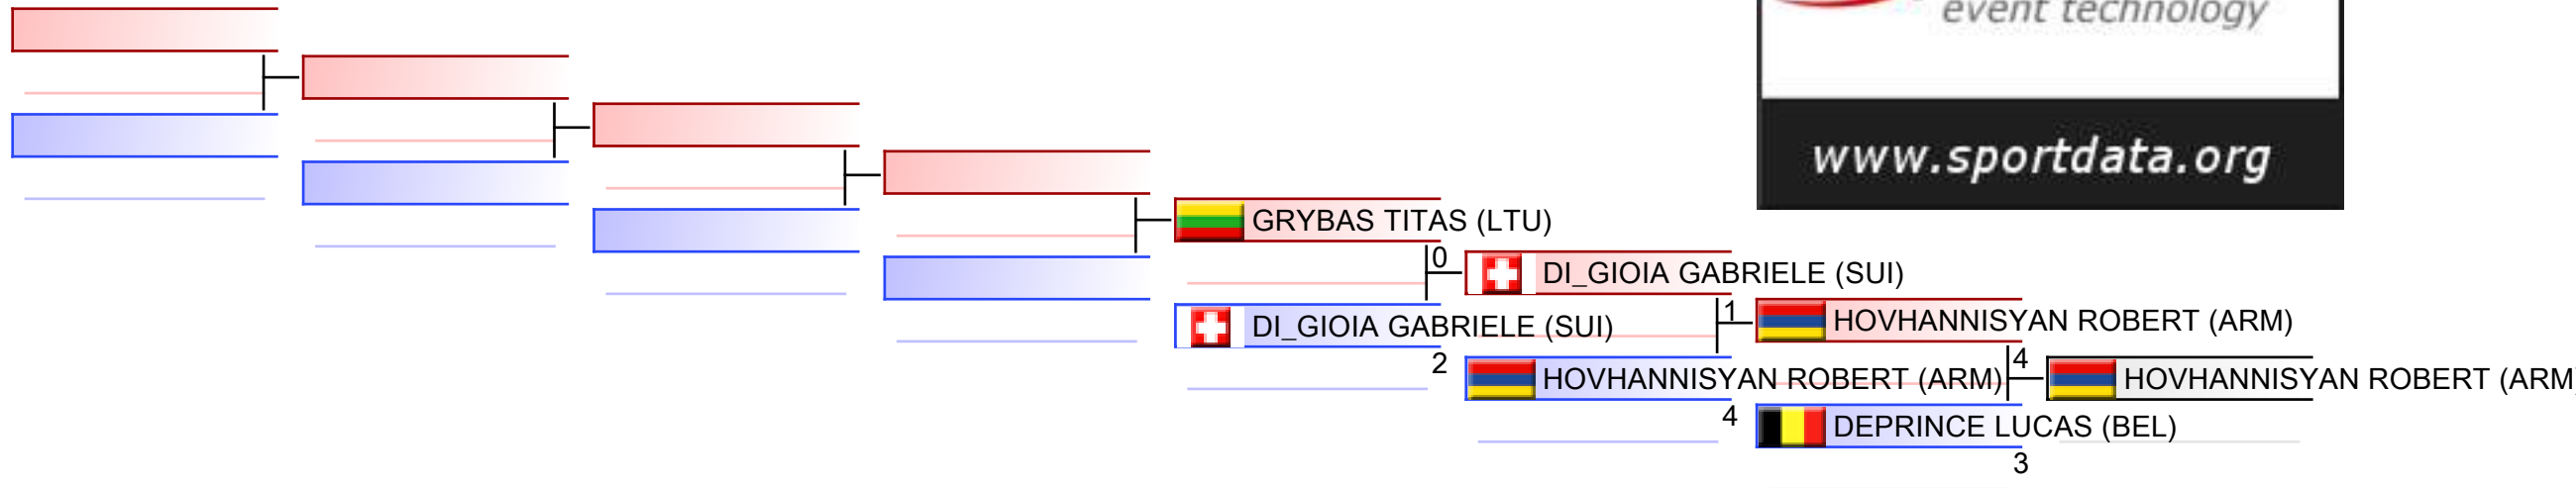 event technology
www.sportdata.org
GRYBAS TITAS (LTU)
0
DI_GIOIA GABRIELE (SUI)
DI_GIOIA GABRIELE (SUI)
2
1
HOVHANNISYAN ROBERT (ARM)
HOVHANNISYAN ROBERT (ARM)
4
4
HOVHANNISYAN ROBERT (ARM
DEPRINCE LUCAS (BEL)
3